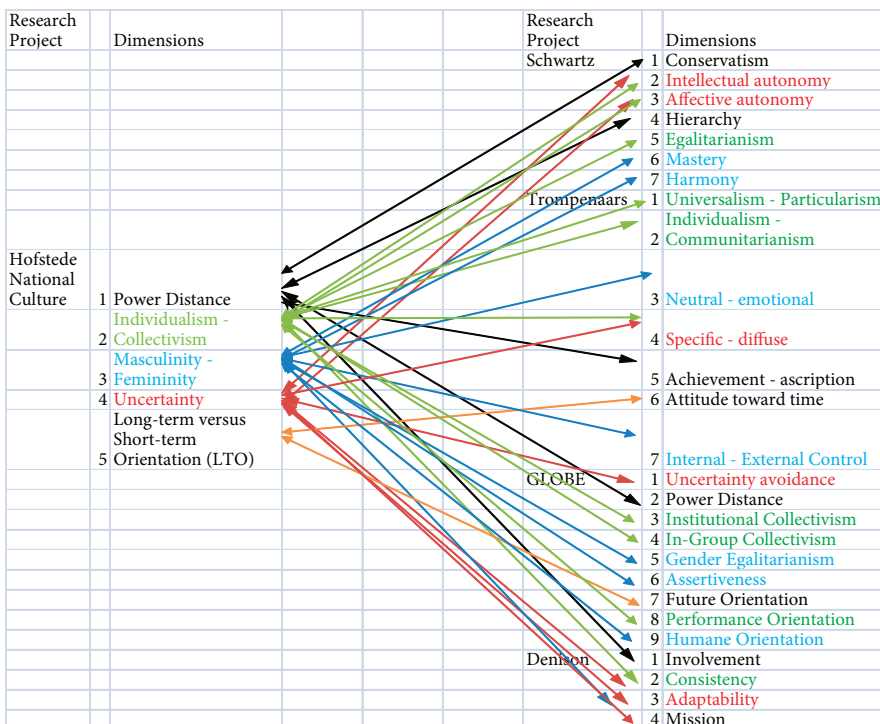 Research
Project
Dimensions
Research
Project
Dimensions
Schwartz
1 Conservatism
2 Intellectual autonomy
3 Affective autonomy
4 Hierarchy
5 Egalitarianism
6 Mastery
7 Harmony
Trompenaars
1 Universalism - Particularism
Individualism -
2 Communitarianism
Hofstede
National
Culture
1 Power Distance
3 Neutral - emotional
Individualism -
2 Collectivism
4 Specific - diffuse
Masculinity -
3 Femininity
5 Achievement - ascription
4 Uncertainty
6 Attitude toward time
Long-term versus
Short-term
5 Orientation (LTO)
7 Internal - External Control
GLOBE
1 Uncertainty avoidance
2 Power Distance
3 Institutional Collectivism
4 In-Group Collectivism
5 Gender Egalitarianism
6 Assertiveness
7 Future Orientation
8 Performance Orientation
9 Humane Orientation
Denison
1 Involvement
2 Consistency
3 Adaptability
4 Mission